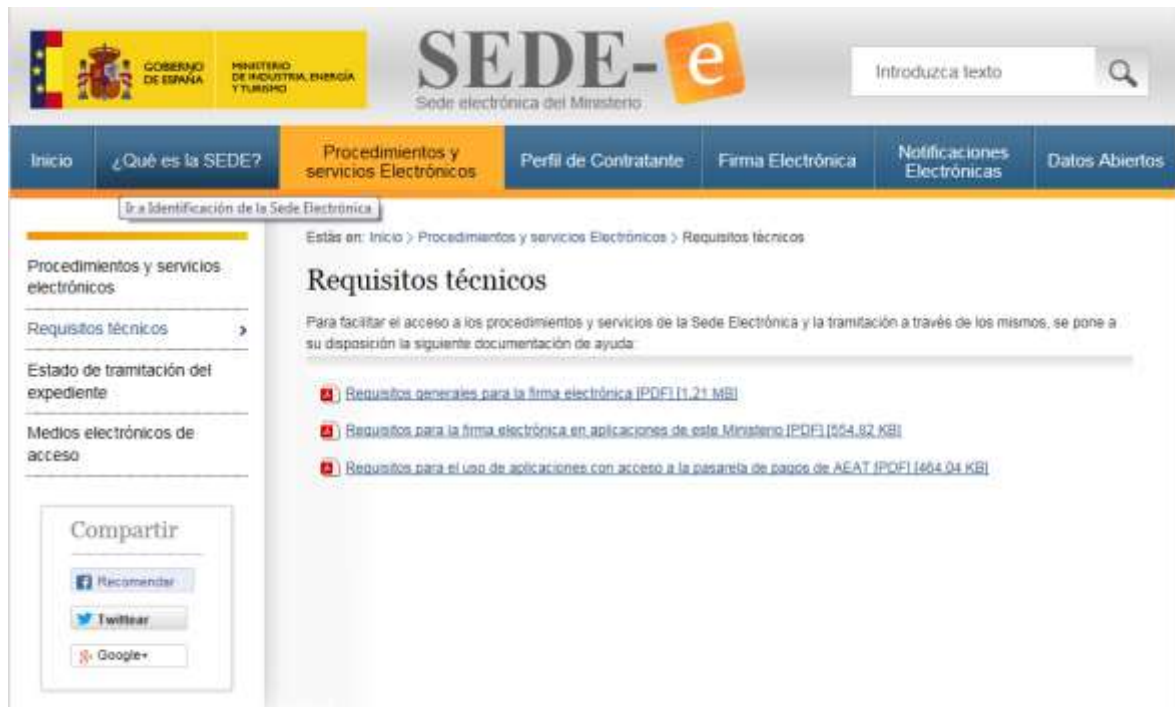 GOBIERNO
DE ESPAÑA
MINISTERIO
DE INDUSTRIA, ENERGÍA
Y TURISMO
SEDE-e
Sede electrónica del Ministerio
Introduzca texto
Inicio
¿Qué es la SEDE?
Procedimientos y
servicios Electrónicos
Perfil de Contratante
Firma Electrónica
Notificaciones
Electrónicas
Datos Abiertos
Ir a Identificación de la Sede Electrónica
Estás en: Inicio > Procedimientos y servicios Electrónicos > Requisitos técnicos
Procedimientos y servicios
electrónicos
Requisitos técnicos
Estado de tramitación del
expediente
Medios electrónicos de
acceso
Requisitos técnicos
Para facilitar el acceso a los procedimientos y servicios de la Sede Electrónica y la tramitación a través de los mismos, se pone a
su disposición la siguiente documentación de ayuda:
Requisitos generales para la firma electrónica [PDF] [1,21 MB]
Requisitos para la firma electrónica en aplicaciones de este Ministerio [PDF] [554,82 KB]
Requisitos para el uso de aplicaciones con acceso a la pasarela de pagos de AEAT [PDF] [464,04 KB]
Compartir
Recomendar
Twittear
Google+